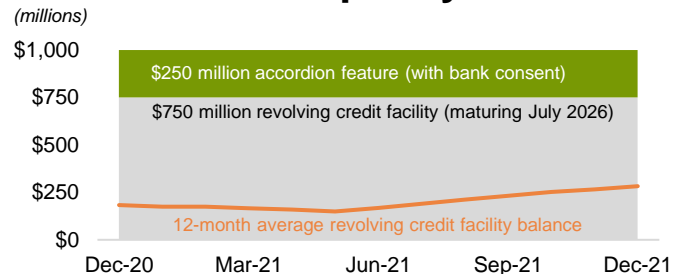 (millions)
$1,000
$250 million accordion feature (with bank consent)
$750
$750 million revolving credit facility (maturing July 2026)
$500
$250
12-month average revolving credit facility balance
$0
Dec-20 Mar-21 Jun-21 Sep-21 Dec-21